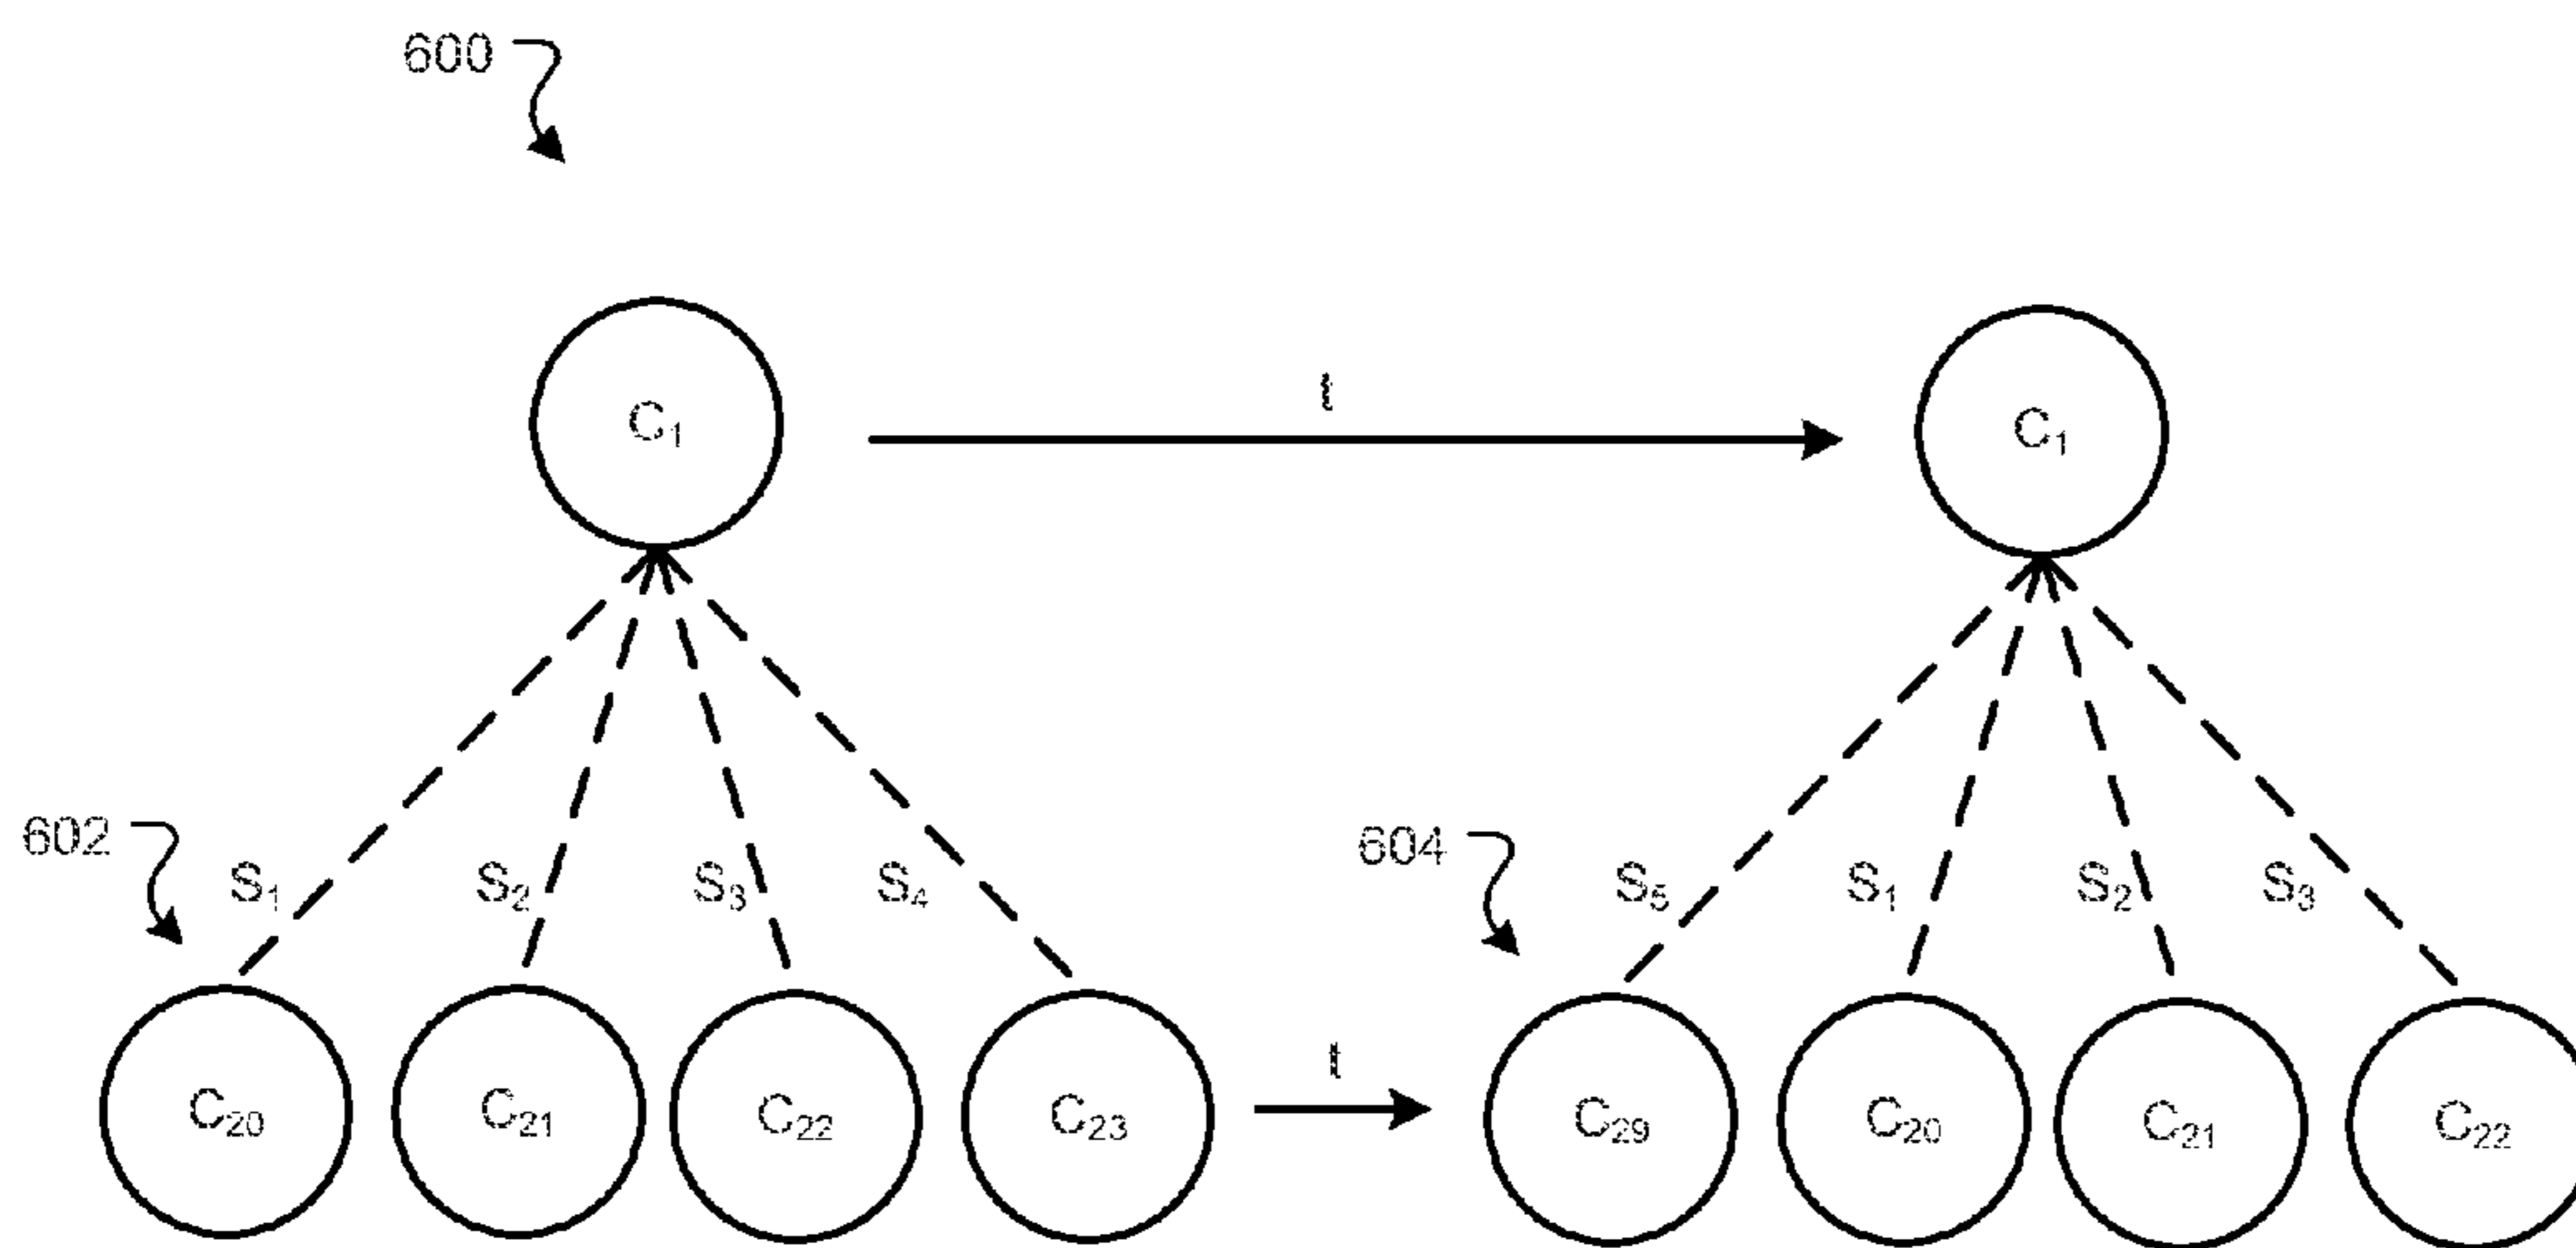 600
C₁
t
C₁
602
S₁ S₂ S₃ S₄
604
S₅ S₁ S₂ S₃
C₂₀ C₂₁ C₂₂ C₂₃
t
C₂₉ C₂₀ C₂₁ C₂₂